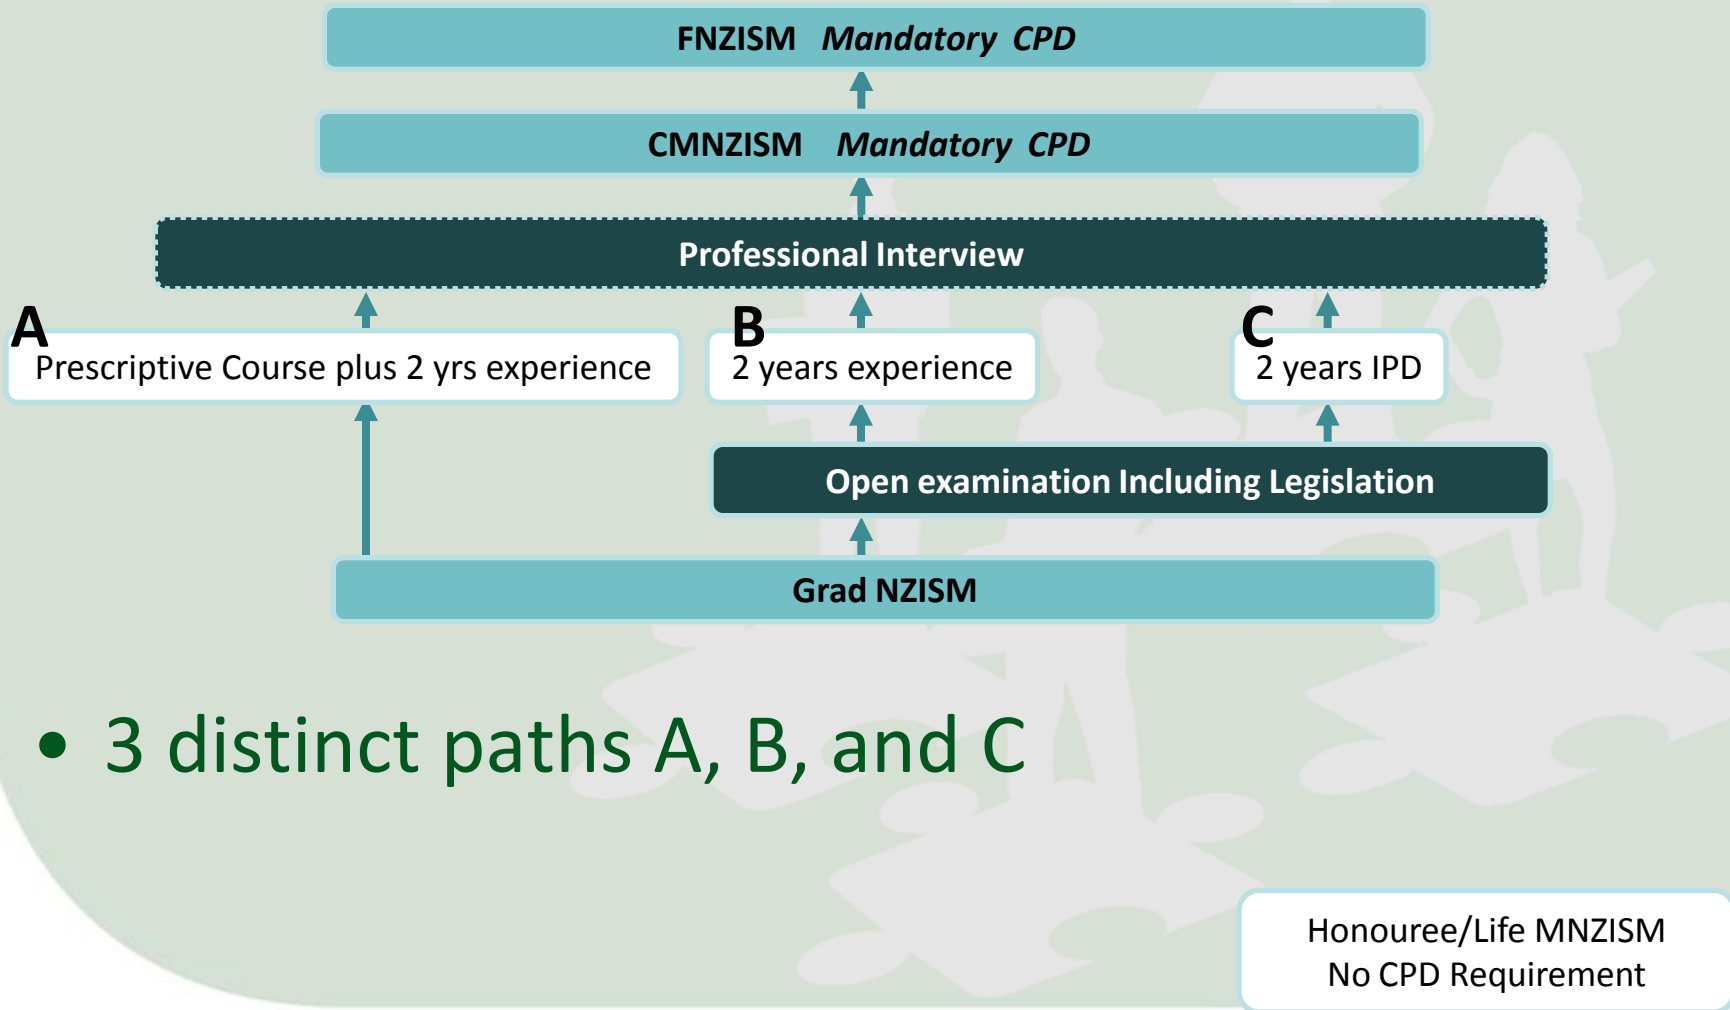 FNZISM Mandatory CPD
CMNZISM Mandatory CPD
Professional Interview
A
Prescriptive Course plus 2 yrs experience
B
2 years experience
C
2 years IPD
Open examination Including Legislation
Grad NZISM
• 3 distinct paths A, B, and C
Honouree/Life MNZISM
No CPD Requirement